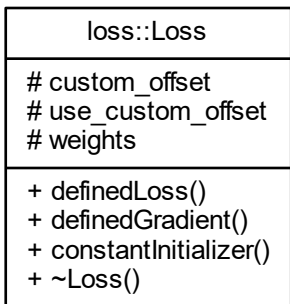 loss::Loss
# custom_offset
# use_custom_offset
# weights
+ definedLoss()
+ definedGradient()
+ constantInitializer()
+ ~Loss()